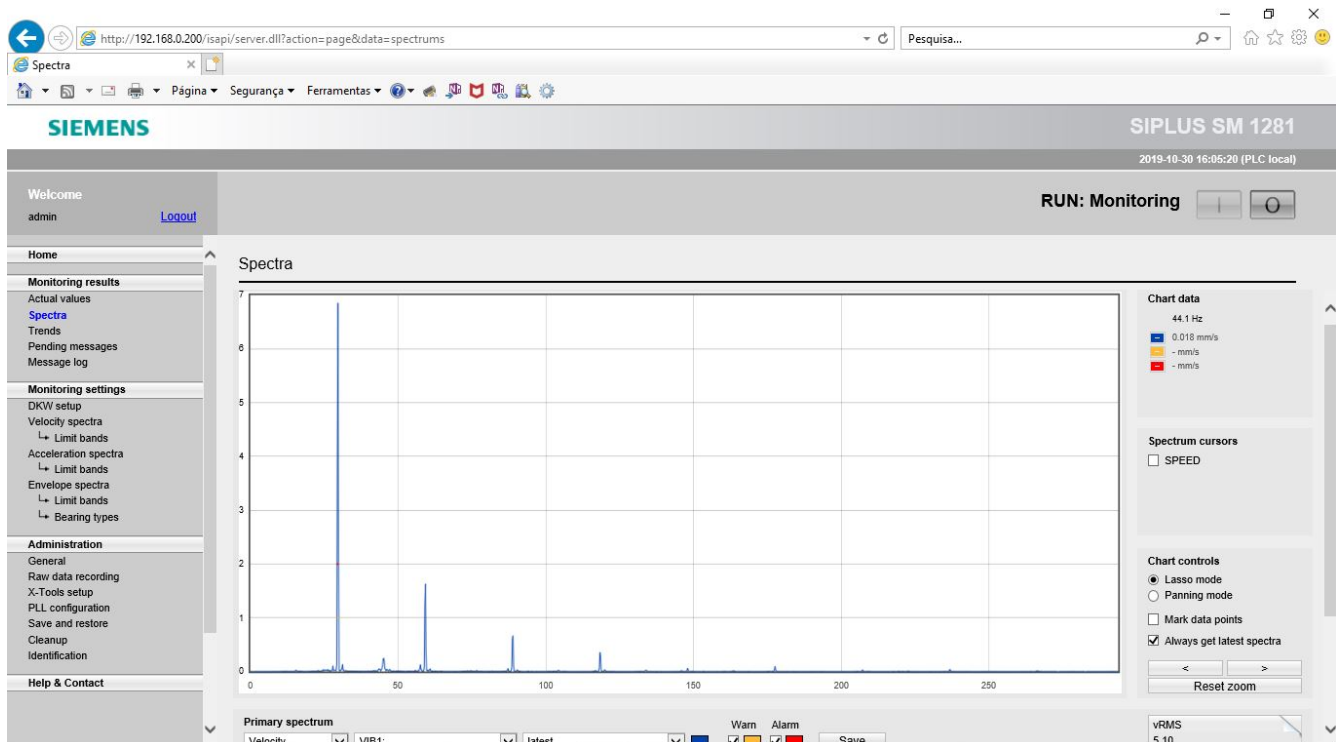 http://192.168.0.200/isapi/server.dll?action=page&data=spectrums
Pesquisa...
Spectra
Página
Segurança
Ferramentas
SIEMENS
SIPLUS SM 1281
2019-10-30 16:05:20 (PLC local)
Welcome
admin
Logout
RUN: Monitoring
I
O
Home
Monitoring results
Actual values
Spectra
Trends
Pending messages
Message log
Monitoring settings
DKW setup
Velocity spectra
Limit bands
Acceleration spectra
Limit bands
Envelope spectra
Limit bands
Bearing types
Administration
General
Raw data recording
X-Tools setup
PLL configuration
Save and restore
Cleanup
Identification
Help & Contact
Spectra
7
6
5
4
3
2
1
0
0 50 100 150 200 250
Chart data
44.1 Hz
0.018 mm/s
- mm/s
- mm/s
Spectrum cursors
SPEED
Chart controls
Lasso mode
Panning mode
Mark data points
Always get latest spectra
< >
Reset zoom
Primary spectrum
Warn Alarm
Velocity VIB1: latest Save
vRMS
5.10